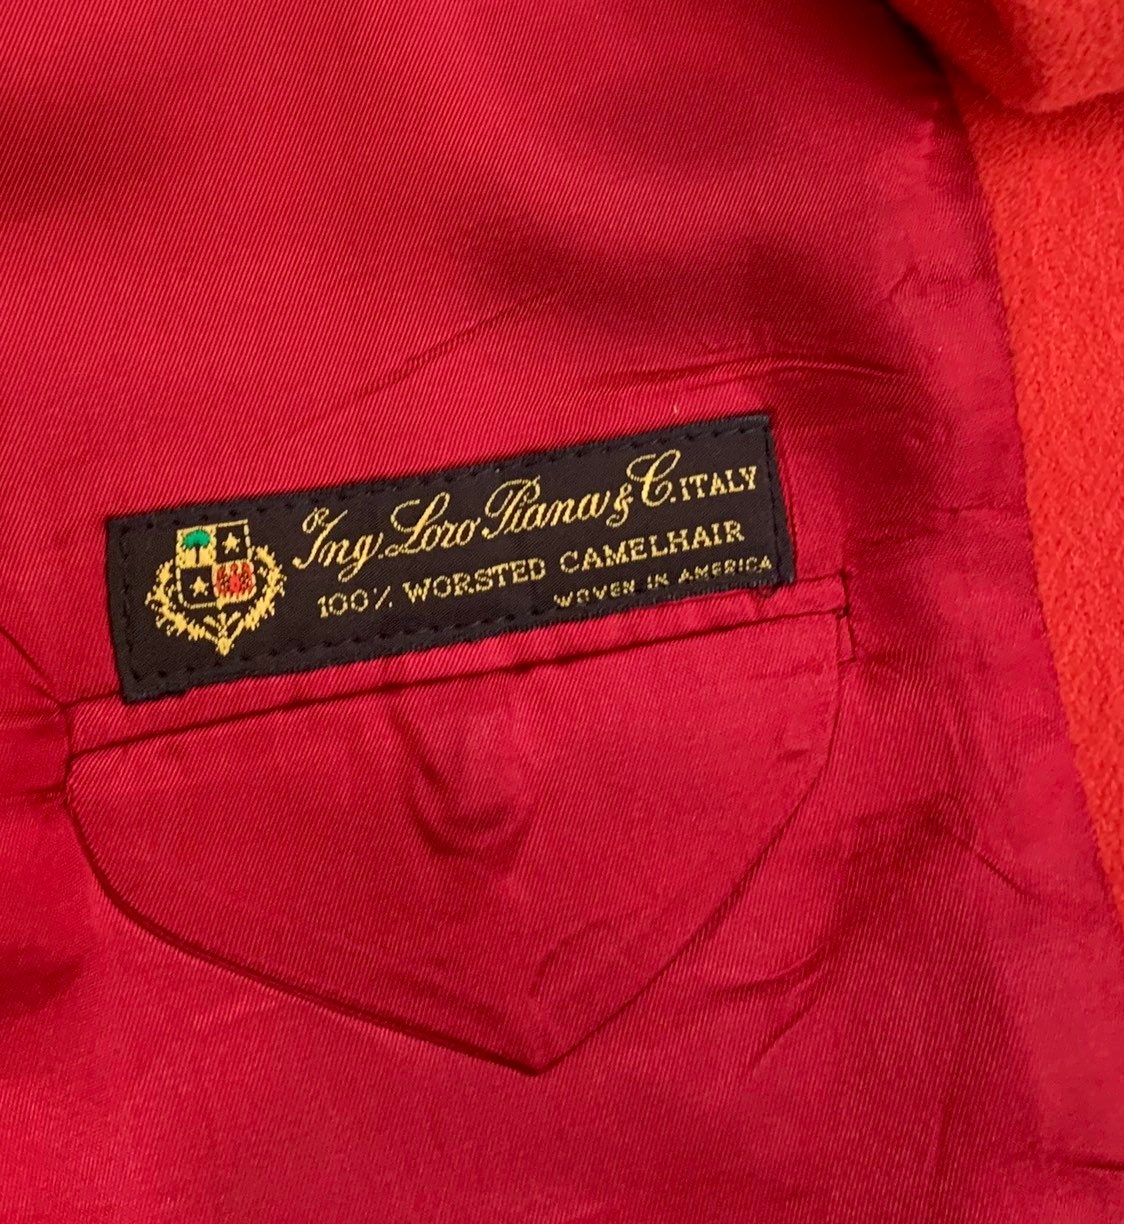 Ing. Loro Piana & C. ITALY
100% WORSTED CAMELHAIR
WOVEN IN AMERICA